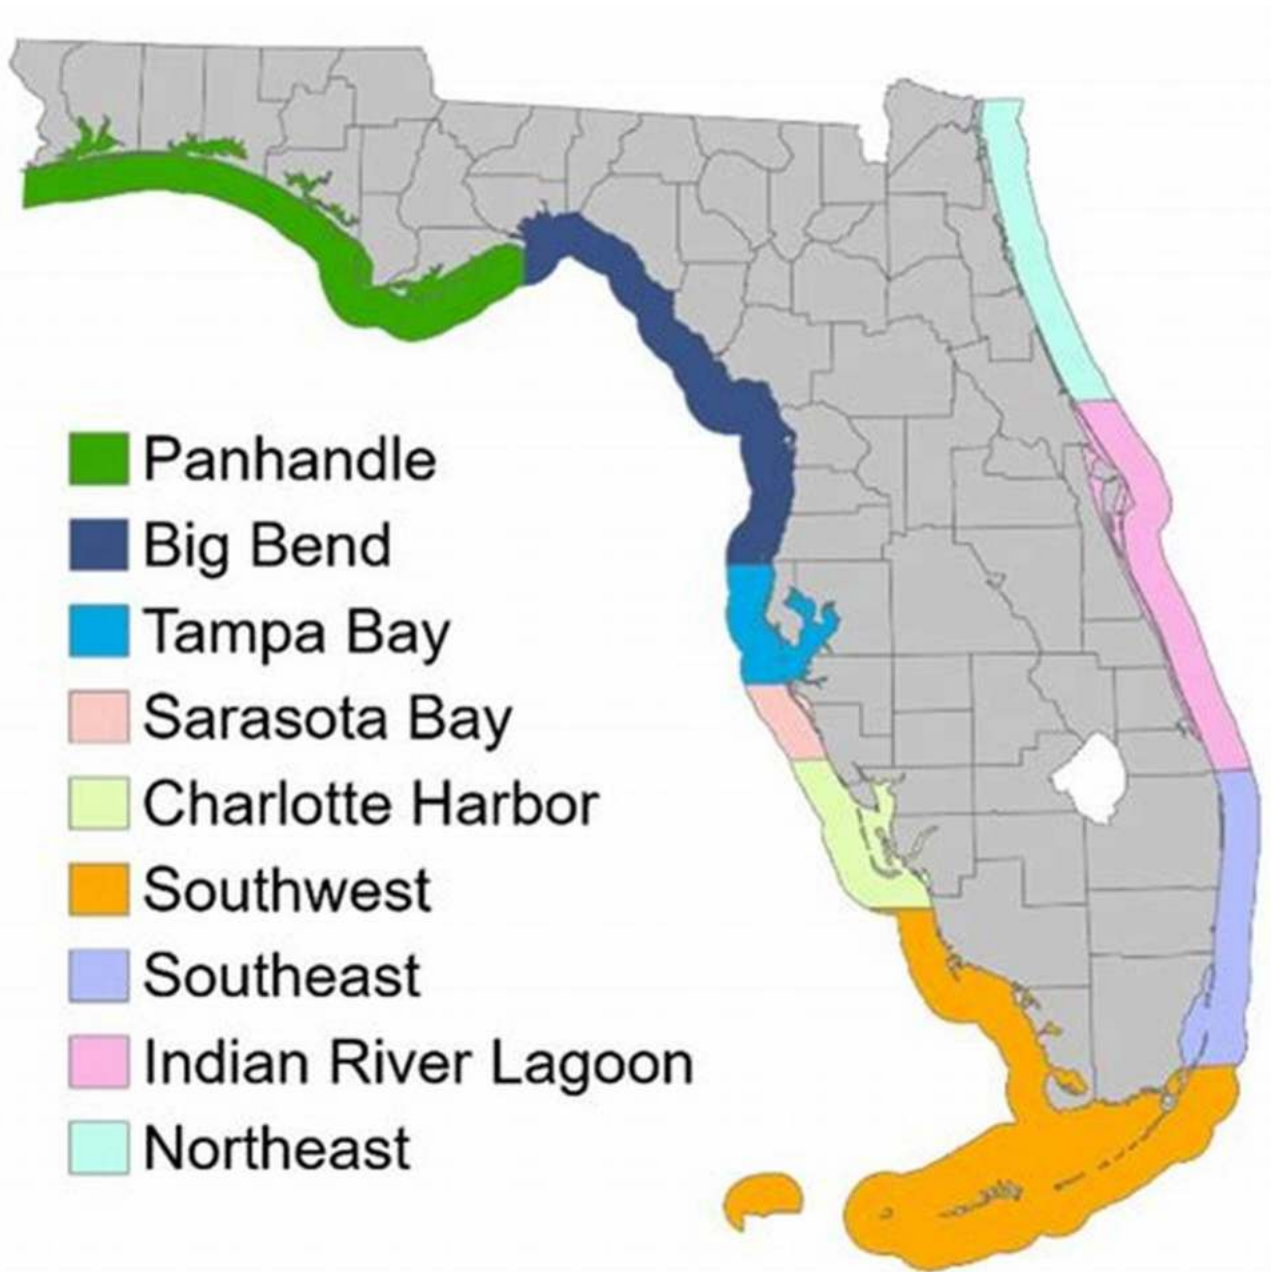 Panhandle
Big Bend
Tampa Bay
Sarasota Bay
Charlotte Harbor
Southwest
Southeast
Indian River Lagoon
Northeast